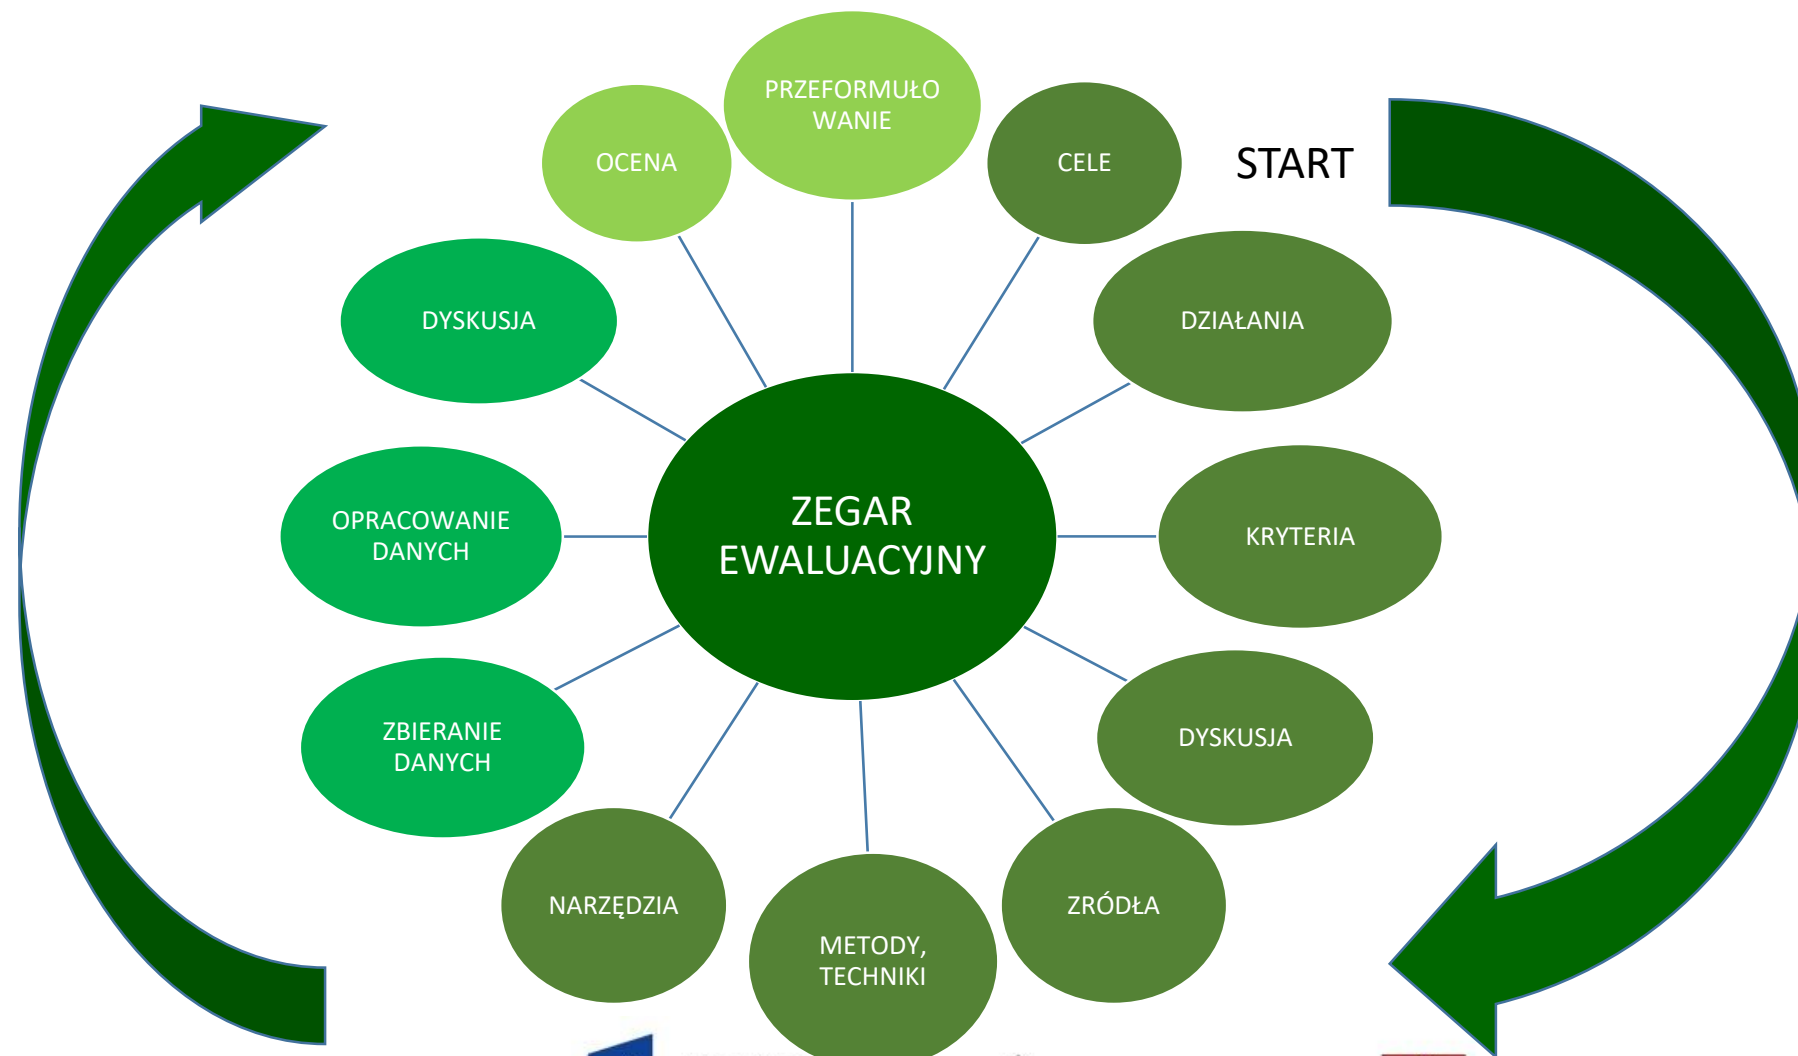 PRZEFORMUŁO
WANIE
OCENA
CELE
START
DYSKUSJA
DZIAŁANIA
ZEGAR
EWALUACYJNY
OPRACOWANIE
DANYCH
KRYTERIA
ZBIERANIE
DANYCH
DYSKUSJA
NARZĘDZIA
ZRÓDŁA
METODY,
TECHNIKI